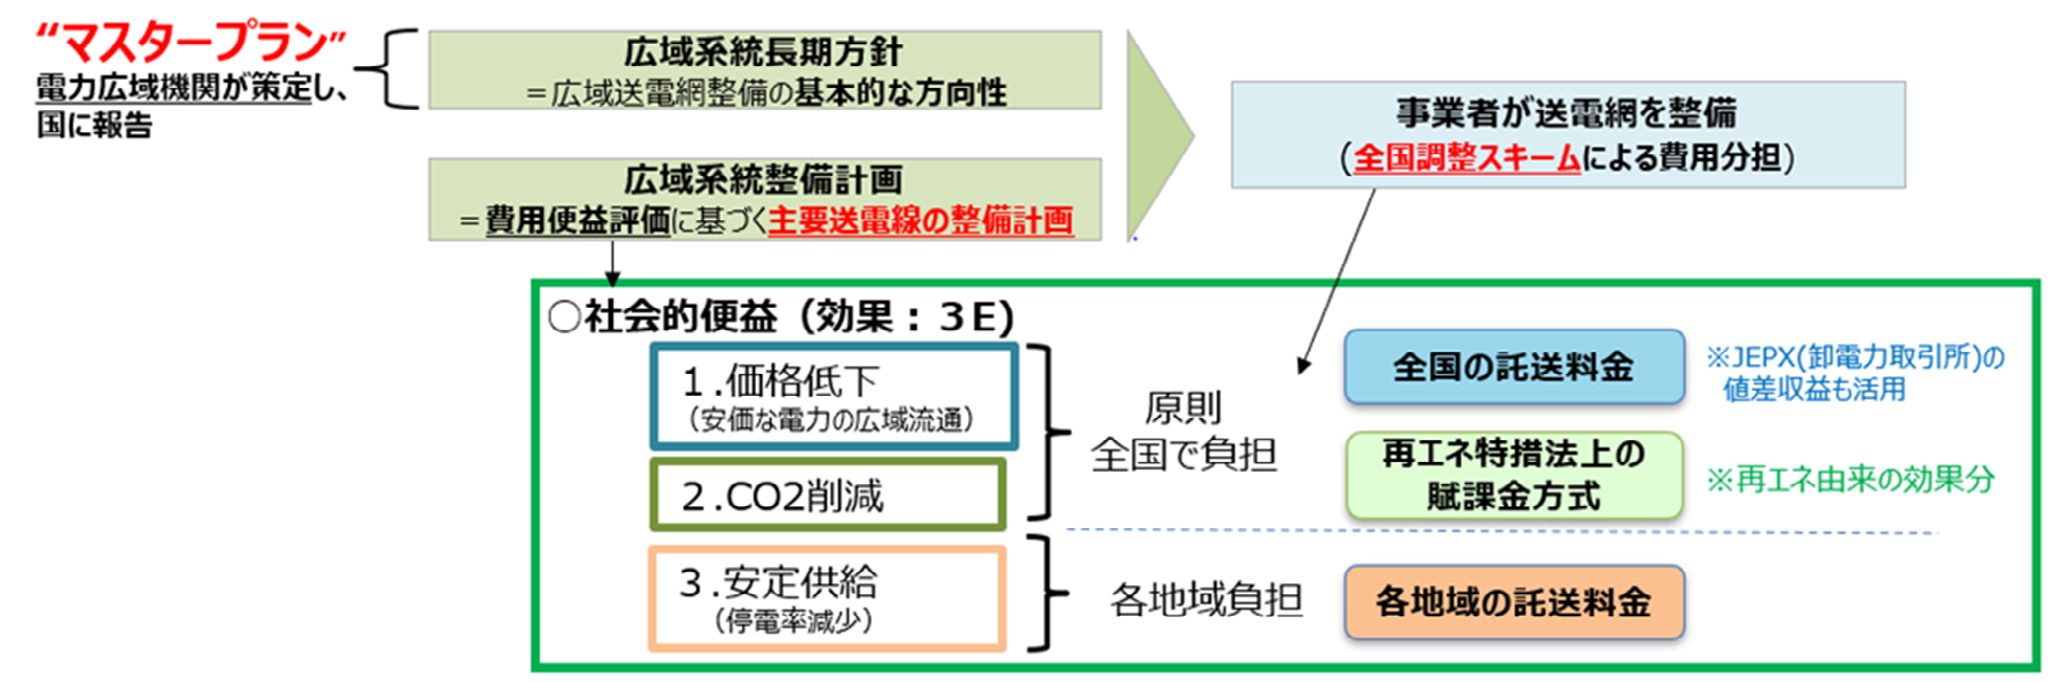 “マスタープラン”
電力広域機関が策定し、
国に報告
広域系統長期方針
＝広域送電網整備の基本的な方向性
広域系統整備計画
＝費用便益評価に基づく主要送電線の整備計画
事業者が送電網を整備
(全国調整スキームによる費用分担)
○社会的便益（効果：３E）
１.価格低下
（安価な電力の広域流通）
２.CO2削減
３.安定供給
（停電率減少）
原則
全国で負担
各地域負担
全国の託送料金
※JEPX(卸電力取引所)の
値差収益も活用
再エネ特措法上の
賦課金方式
※再エネ由来の効果分
各地域の託送料金